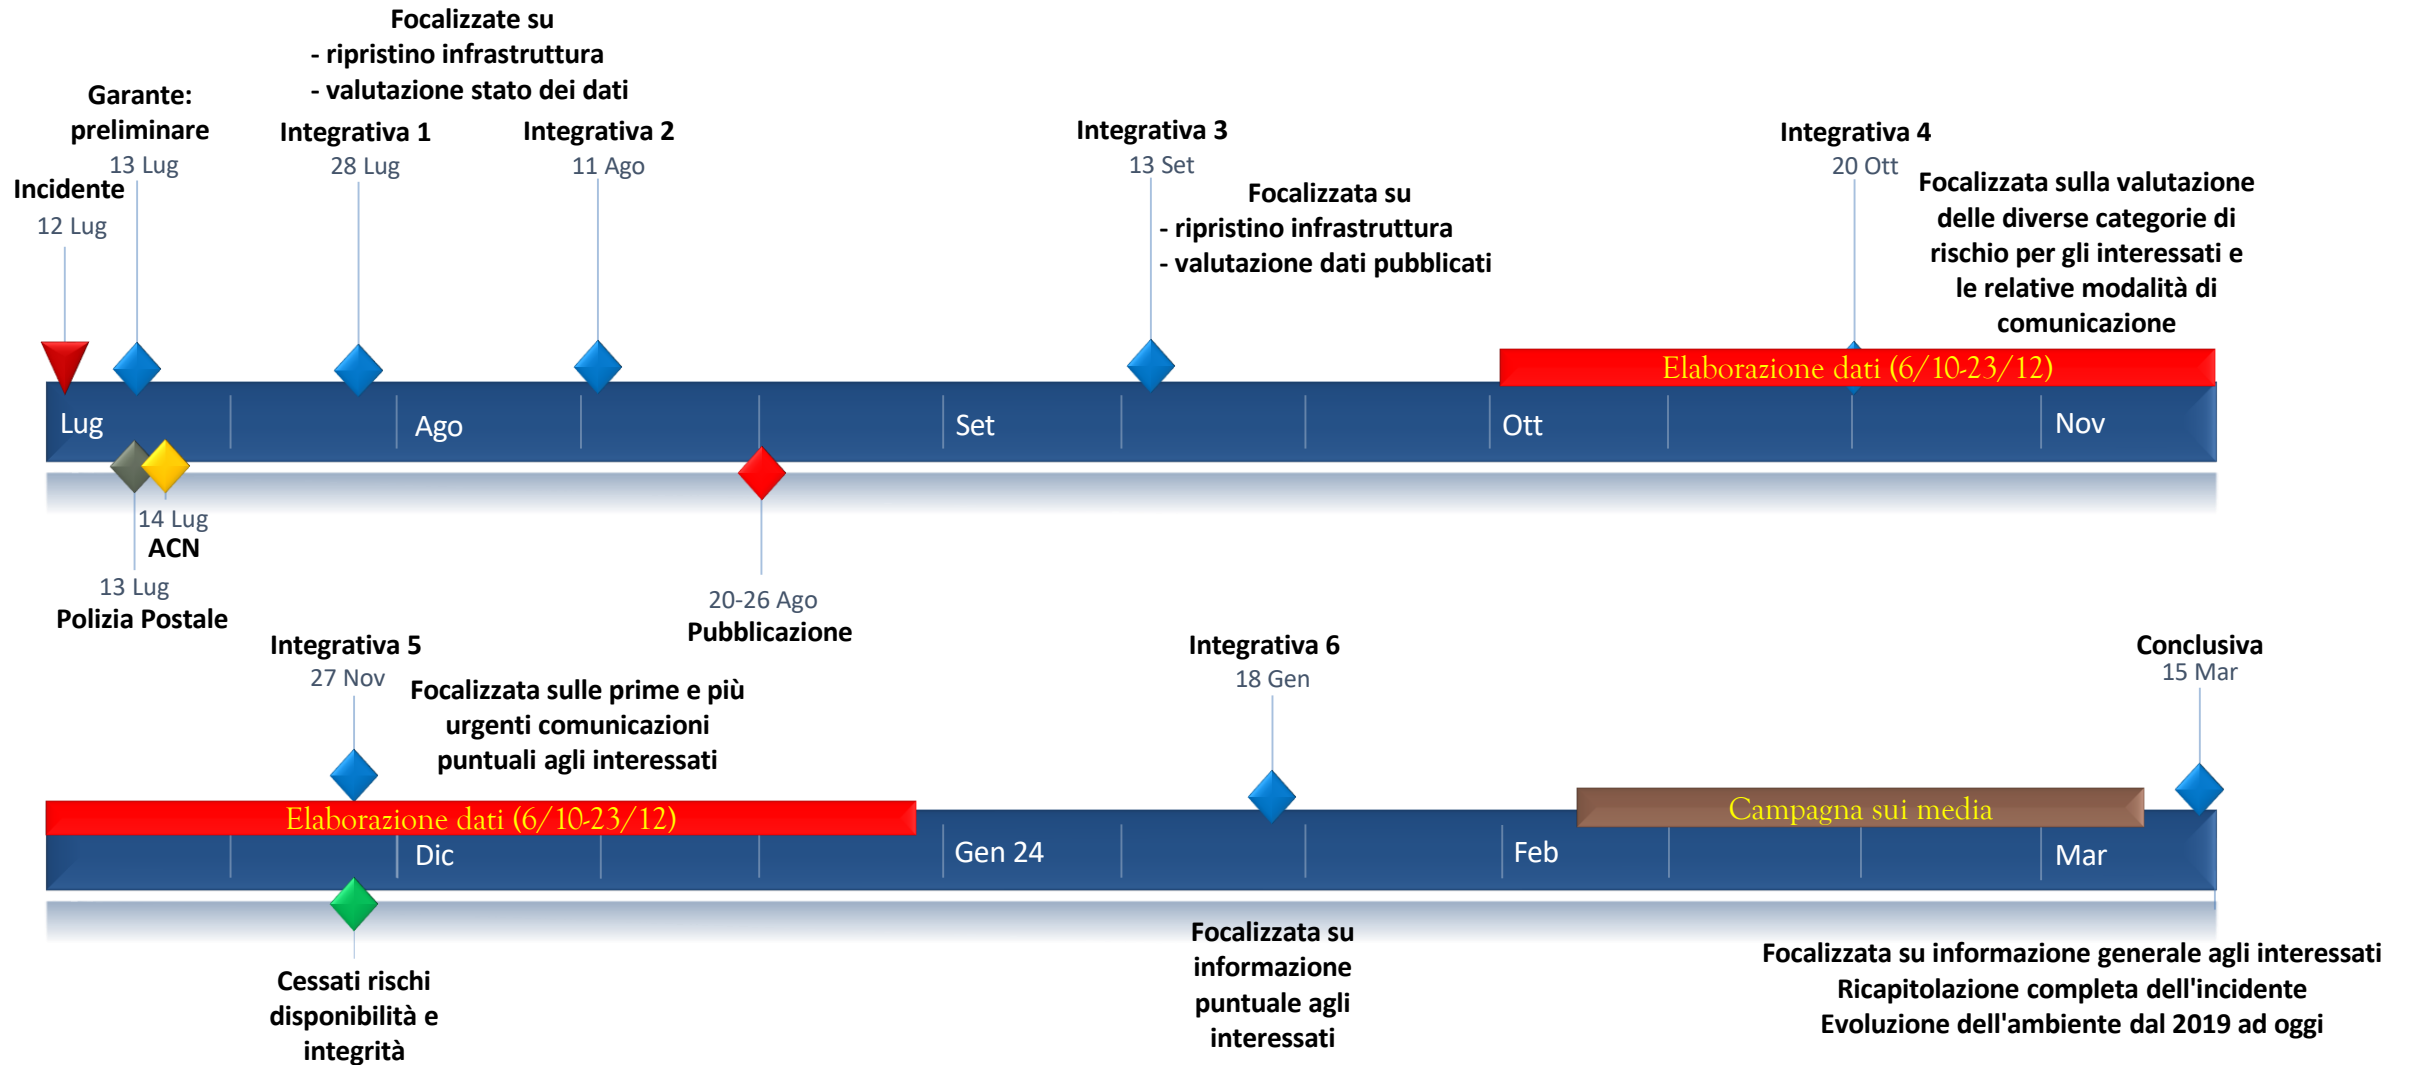 Focalizzate su
- ripristino infrastruttura
- valutazione stato dei dati
Garante:
preliminare
13 Lug
Integrativa 1
28 Lug
Integrativa 2
11 Ago
Integrativa 3
13 Set
Integrativa 4
20 Ott
Incidente
12 Lug
Focalizzata su
- ripristino infrastruttura
- valutazione dati pubblicati
Focalizzata sulla valutazione
delle diverse categorie di
rischio per gli interessati e
le relative modalità di
comunicazione
Elaborazione dati (6/10-23/12)
Lug
Ago
Set
Ott
Nov
14 Lug
ACN
13 Lug
Polizia Postale
20-26 Ago
Pubblicazione
Integrativa 5
27 Nov
Focalizzata sulle prime e più
urgenti comunicazioni
puntuali agli interessati
Integrativa 6
18 Gen
Conclusiva
15 Mar
Elaborazione dati (6/10-23/12)
Campagna sui media
Dic
Gen 24
Feb
Mar
Cessati rischi
disponibilità e
integrità
Focalizzata su
informazione
puntuale agli
interessati
Focalizzata su informazione generale agli interessati
Ricapitolazione completa dell'incidente
Evoluzione dell'ambiente dal 2019 ad oggi